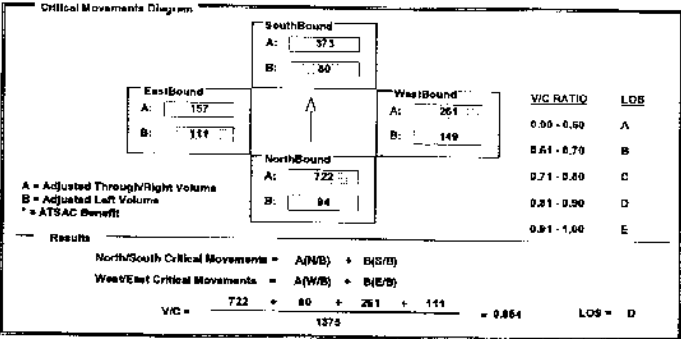 Critical Movements Diagram
SouthBound
A: 373
B: 80
EastBound
A: 157
B: 111
WestBound
A: 261
B: 149
NorthBound
A: 722
B: 94
V/C RATIO LOS
0.00 - 0.60 A
0.61 - 0.70 B
0.71 - 0.80 C
0.81 - 0.90 D
0.91 - 1.00 E
A = Adjusted Through/Right Volume
B = Adjusted Left Volume
* = ATSAC Benefit
Results
North/South Critical Movements = A(N/B) + B(S/B)
West/East Critical Movements = A(W/B) + B(E/B)
722 + 80 + 261 + 111
V/C = = 0.854 LOS = D
1375